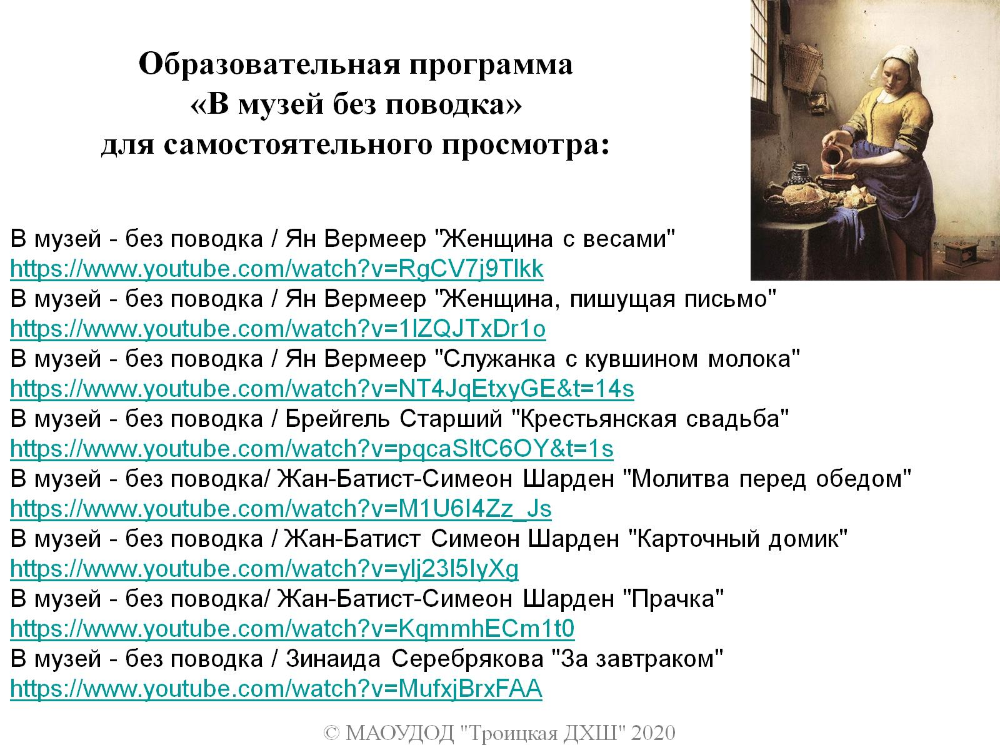 Образовательная программа
«В музей без поводка»
для самостоятельного просмотра:
В музей - без поводка / Ян Вермеер "Женщина с весами"
https://www.youtube.com/watch?v=RgCV7j9Tlkk
В музей - без поводка / Ян Вермеер "Женщина, пишущая письмо"
https://www.youtube.com/watch?v=1lZQJTxDr1o
В музей - без поводка / Ян Вермеер "Служанка с кувшином молока"
https://www.youtube.com/watch?v=NT4JqEtxyGE&t=14s
В музей - без поводка / Брейгель Старший "Крестьянская свадьба"
https://www.youtube.com/watch?v=pqcaSltC6OY&t=1s
В музей - без поводка/ Жан-Батист-Симеон Шарден "Молитва перед обедом"
https://www.youtube.com/watch?v=M1U6I4Zz_Js
В музей - без поводка / Жан-Батист Симеон Шарден "Карточный домик"
https://www.youtube.com/watch?v=ylj23I5IyXg
В музей - без поводка/ Жан-Батист-Симеон Шарден "Прачка"
https://www.youtube.com/watch?v=KqmmhECm1t0
В музей - без поводка / Зинаида Серебрякова "За завтраком"
https://www.youtube.com/watch?v=MufxjBrxFAA
© МАОУДОД "Троицкая ДХШ" 2020